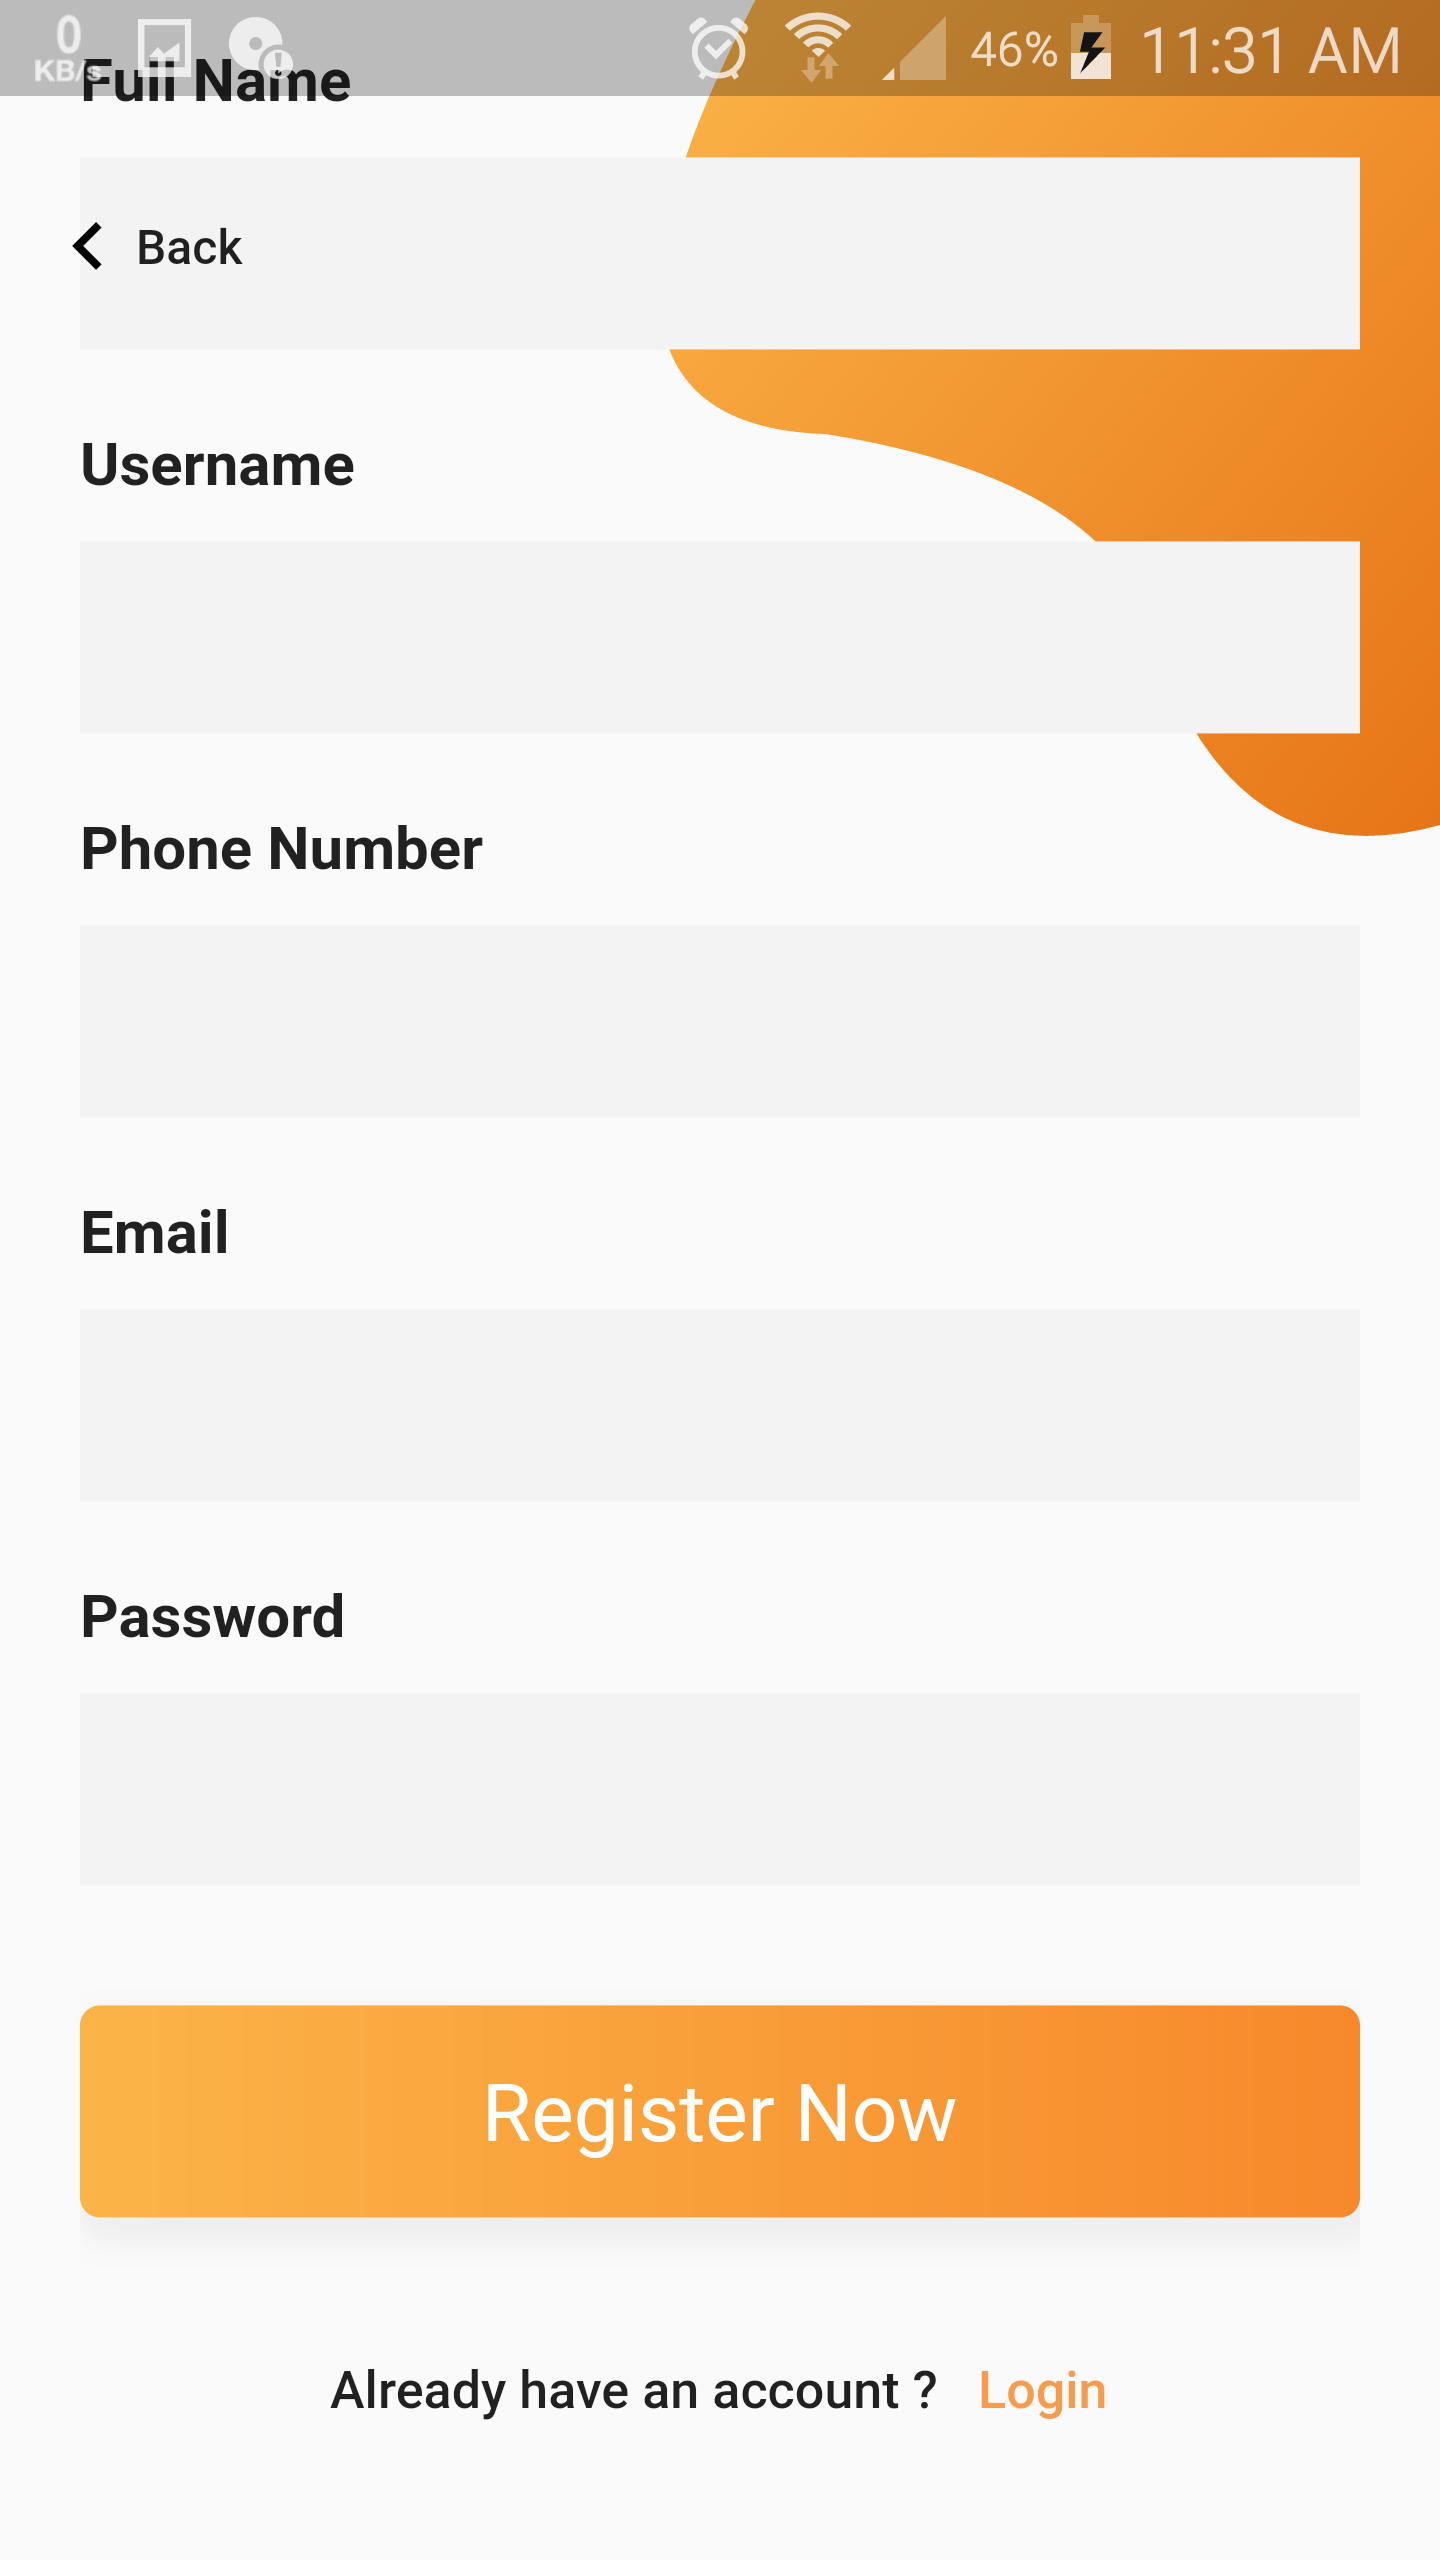 0
KB/s
46%
11:31 AM
Full Name
Back
Username
Phone Number
Email
Password
Register Now
Already have an account ? Login